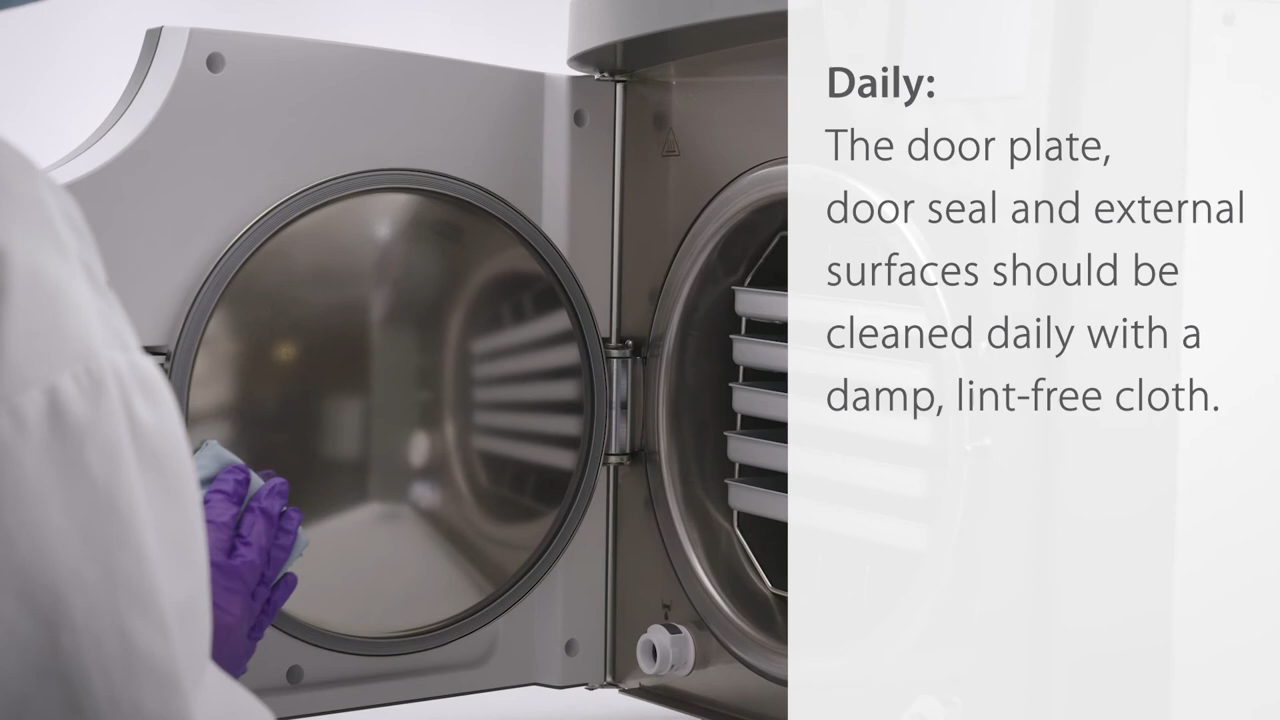 Daily:
The door plate,
door seal and external
surfaces should be
cleaned daily with a
damp, lint-free cloth.